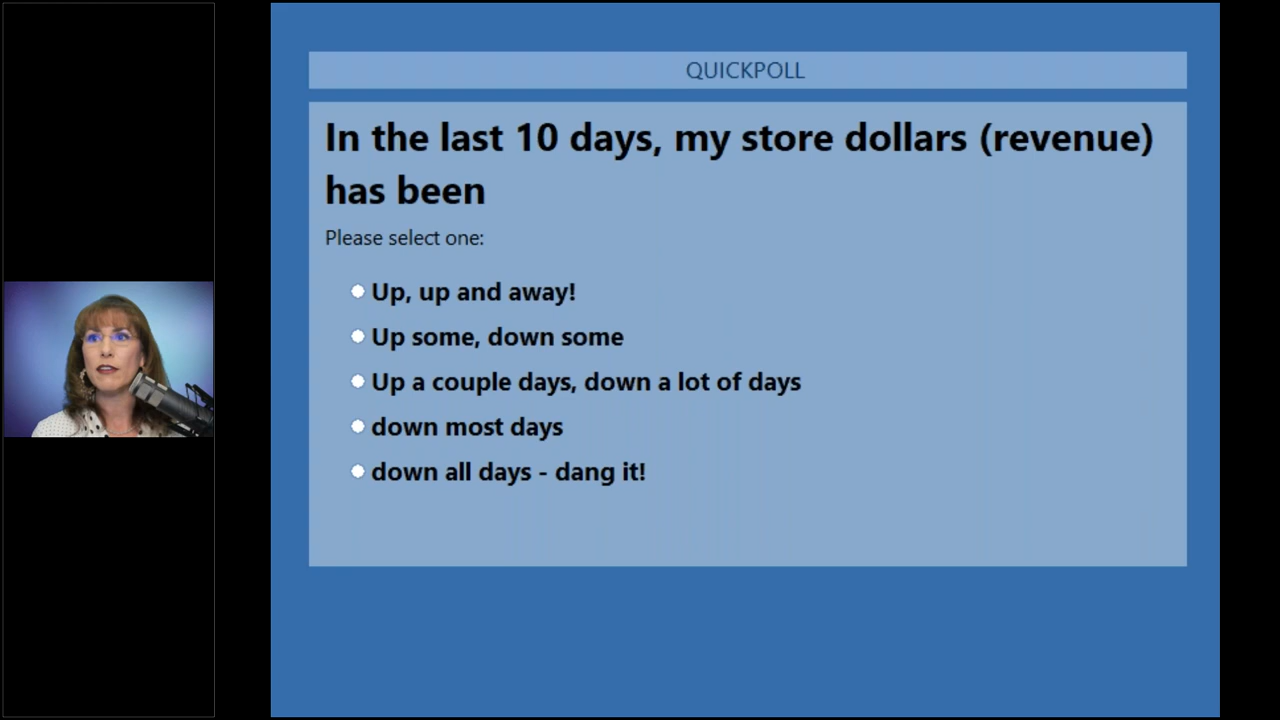 QUICKPOLL
In the last 10 days, my store dollars (revenue)
has been
Please select one:
Up, up and away!
Up some, down some
Up a couple days, down a lot of days
down most days
down all days - dang it!